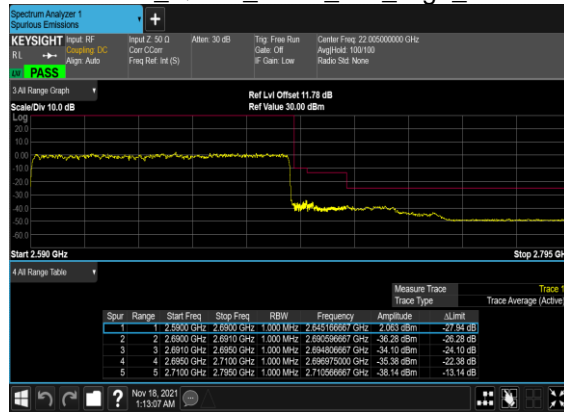 Spectrum Analyzer 1
Spurious Emissions
+
KEYSIGHT Input: RF Input Z: 50 Ω Atten: 30 dB Trig: Free Run Center Freq: 22.005000000 GHz
RL Coupling: DC Corr CCorr Gate: Off Avg|Hold: 100/100
Align: Auto Freq Ref: Int (S) IF Gain: Low Radio Std: None
PASS
3 All Range Graph
Ref Lvl Offset 11.78 dB
Scale/Div 10.0 dB Ref Value 30.00 dBm
Log
20.0
10.0
0.00
-10.0
-20.0
-30.0
-40.0
-50.0
-60.0
Start 2.590 GHz Stop 2.795 GH
4 All Range Table
Measure Trace Trace 1
Trace Type Trace Average (Active)
Spur Range Start Freq Stop Freq RBW Frequency Amplitude ΔLimit
1 1 2.5900 GHz 2.6900 GHz 1.000 MHz 2.645166667 GHz 2.063 dBm -27.94 dB
2 2 2.6900 GHz 2.6910 GHz 1.000 MHz 2.690596667 GHz -36.28 dBm -26.28 dB
3 3 2.6910 GHz 2.6950 GHz 1.000 MHz 2.694806667 GHz -34.10 dBm -24.10 dB
4 4 2.6950 GHz 2.7100 GHz 1.000 MHz 2.696975000 GHz -35.38 dBm -22.38 dB
5 5 2.7100 GHz 2.7950 GHz 1.000 MHz 2.710566667 GHz -38.14 dBm -13.14 dB
? Nov 18, 2021
1:13:07 AM